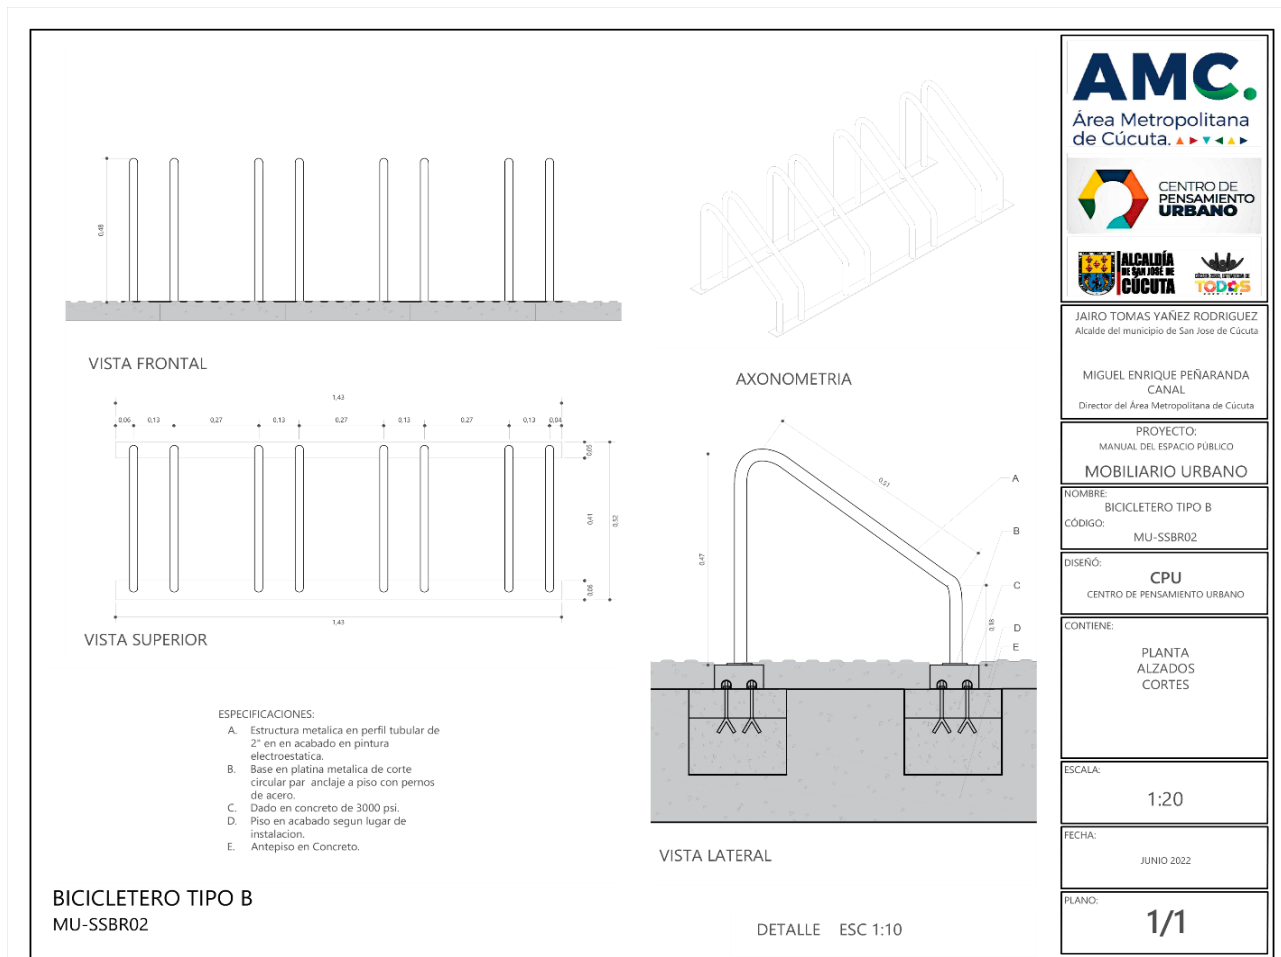 0,48
VISTA FRONTAL
1,43
0,06 0,13 0,27 0,13 0,27 0,13 0,27 0,13 0,04
0,05
0,41
0,52
0,06
1,43
VISTA SUPERIOR
ESPECIFICACIONES:
A. Estructura metalica en perfil tubular de
2" en en acabado en pintura
electroestatica.
B. Base en platina metalica de corte
circular par anclaje a piso con pernos
de acero.
C. Dado en concreto de 3000 psi.
D. Piso en acabado segun lugar de
instalacion.
E. Antepiso en Concreto.
BICICLETERO TIPO B
MU-SSBR02
AXONOMETRIA
0,51
0,47
0,18
A
B
C
D
E
VISTA LATERAL
DETALLE ESC 1:10
AMC.
Área Metropolitana
de Cúcuta.
CENTRO DE
PENSAMIENTO
URBANO
ALCALDÍA
DE SAN JOSÉ DE
CÚCUTA
TODOS
JAIRO TOMAS YAÑEZ RODRIGUEZ
Alcalde del municipio de San Jose de Cúcuta
MIGUEL ENRIQUE PEÑARANDA
CANAL
Director del Área Metropolitana de Cúcuta
PROYECTO:
MANUAL DEL ESPACIO PÚBLICO
MOBILIARIO URBANO
NOMBRE:
BICICLETERO TIPO B
CÓDIGO:
MU-SSBR02
DISEÑÓ:
CPU
CENTRO DE PENSAMIENTO URBANO
CONTIENE:
PLANTA
ALZADOS
CORTES
ESCALA:
1:20
FECHA:
JUNIO 2022
PLANO:
1/1